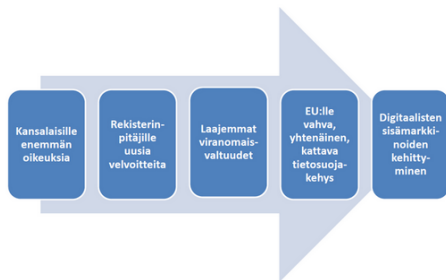 Kansalaisille
enemmän
oikeuksia
Rekisterin-
pitäjille
uusia
velvoitteita
Laajemmat
viranomais-
valtuudet
EU:lle
vahva,
yhtenäinen,
kattava
tietosuoja-
kehys
Digitaalisten
sisämarkki-
noiden
kehitty-
minen